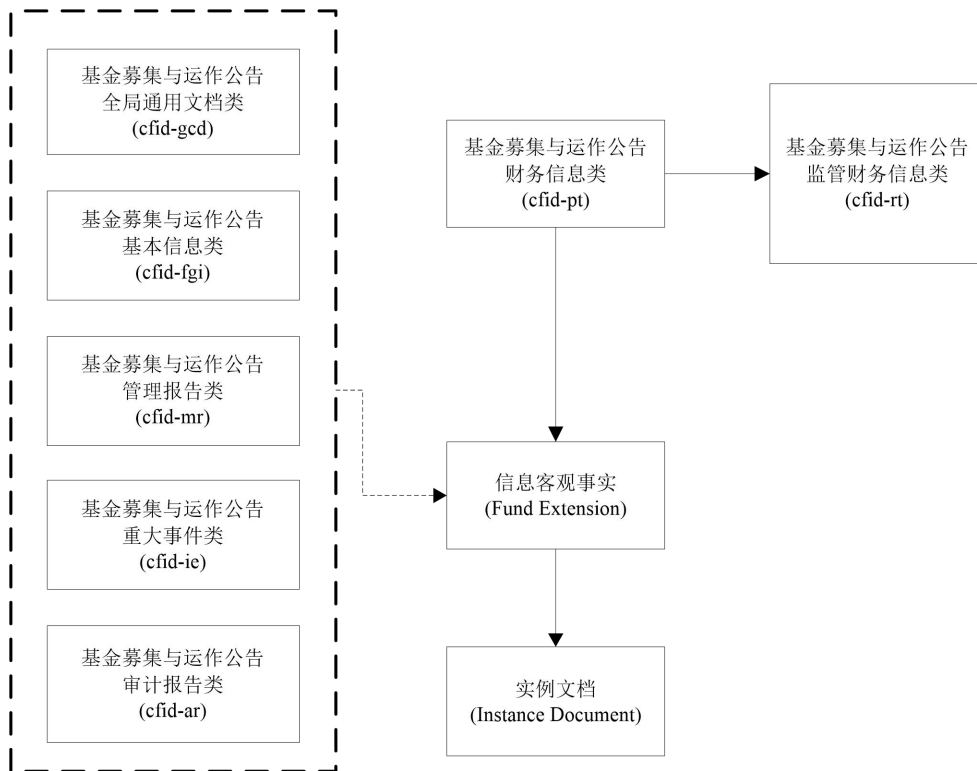 基金募集与运作公告
全局通用文档类
(cfid-gcd)
基金募集与运作公告
基本信息类
(cfid-fgi)
基金募集与运作公告
管理报告类
(cfid-mr)
基金募集与运作公告
重大事件类
(cfid-ie)
基金募集与运作公告
审计报告类
(cfid-ar)
基金募集与运作公告
财务信息类
(cfid-pt)
基金募集与运作公告
监管财务信息类
(cfid-rt)
信息客观事实
(Fund Extension)
实例文档
(Instance Document)